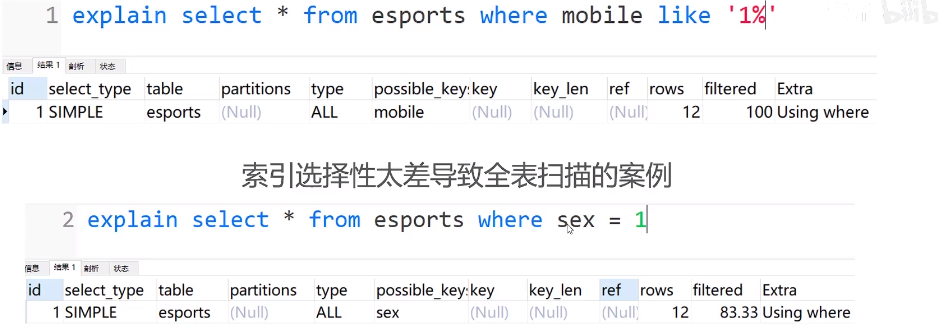 1 explain select * from esports where mobile like '1%'
信息 结果 1 剖析 状态
id select_type table partitions type possible_key: key key_len ref rows filtered Extra
1 SIMPLE esports (Null) ALL mobile (Null) (Null) (Null) 12 100 Using where
索引选择性太差导致全表扫描的案例
2 explain select * from esports where sex = 1
信息 结果 1 剖析 状态
id select_type table partitions type possible_key: key key_len ref rows filtered Extra
1 SIMPLE esports (Null) ALL sex (Null) (Null) (Null) 12 83.33 Using where